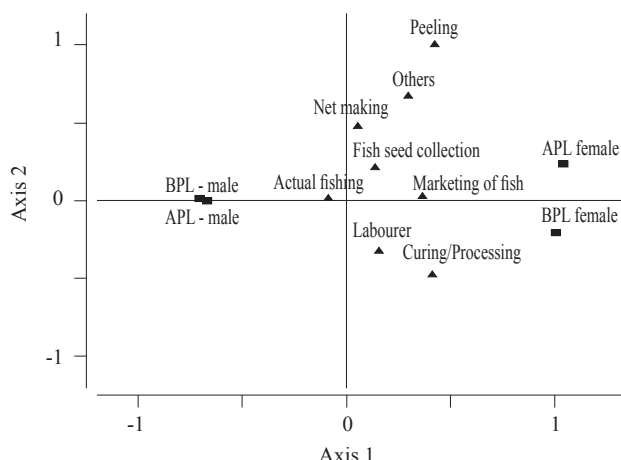 Peeling
1
Others
Net making
Fish seed collection
APL female
Axis 2
BPL - male
Actual fishing
Marketing of fish
0
APL - male
BPL female
Labourer
Curing/Processing
-1
-1
0
1
Axis 1